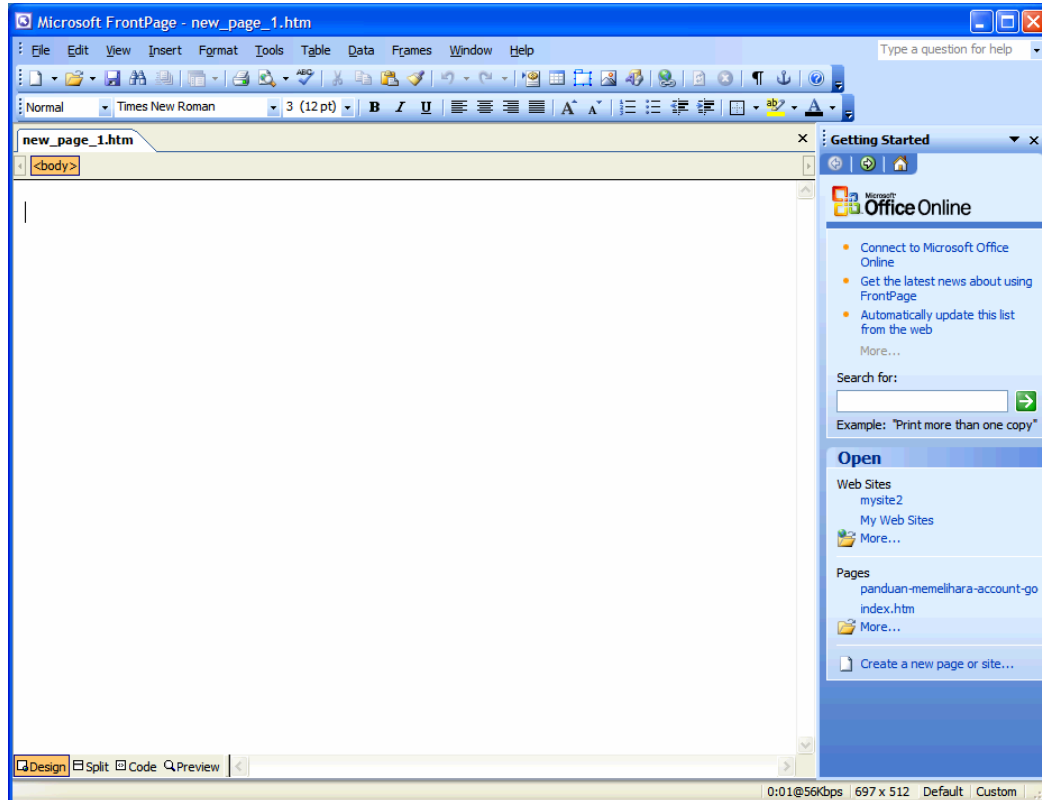 Microsoft FrontPage - new_page_1.htm
File Edit View Insert Format Tools Table Data Frames Window Help
Type a question for help
ABC
Normal Times New Roman 3 (12 pt) B I U A A ab A
new_page_1.htm
<body>
Getting Started
Microsoft
Office Online
Connect to Microsoft Office
Online
Get the latest news about using
FrontPage
Automatically update this list
from the web
More...
Search for:
Example: "Print more than one copy"
Open
Web Sites
mysite2
My Web Sites
More...
Pages
panduan-memelihara-account-go
index.htm
More...
Create a new page or site...
Design Split Code Preview
0:01@56Kbps 697 x 512 Default Custom